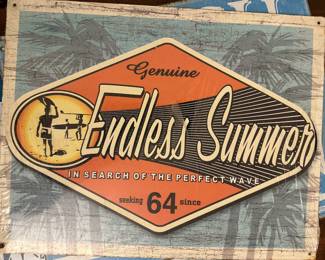 Genuine
Endless Summer
IN SEARCH OF THE PERFECT WAVE
seeking 64 since